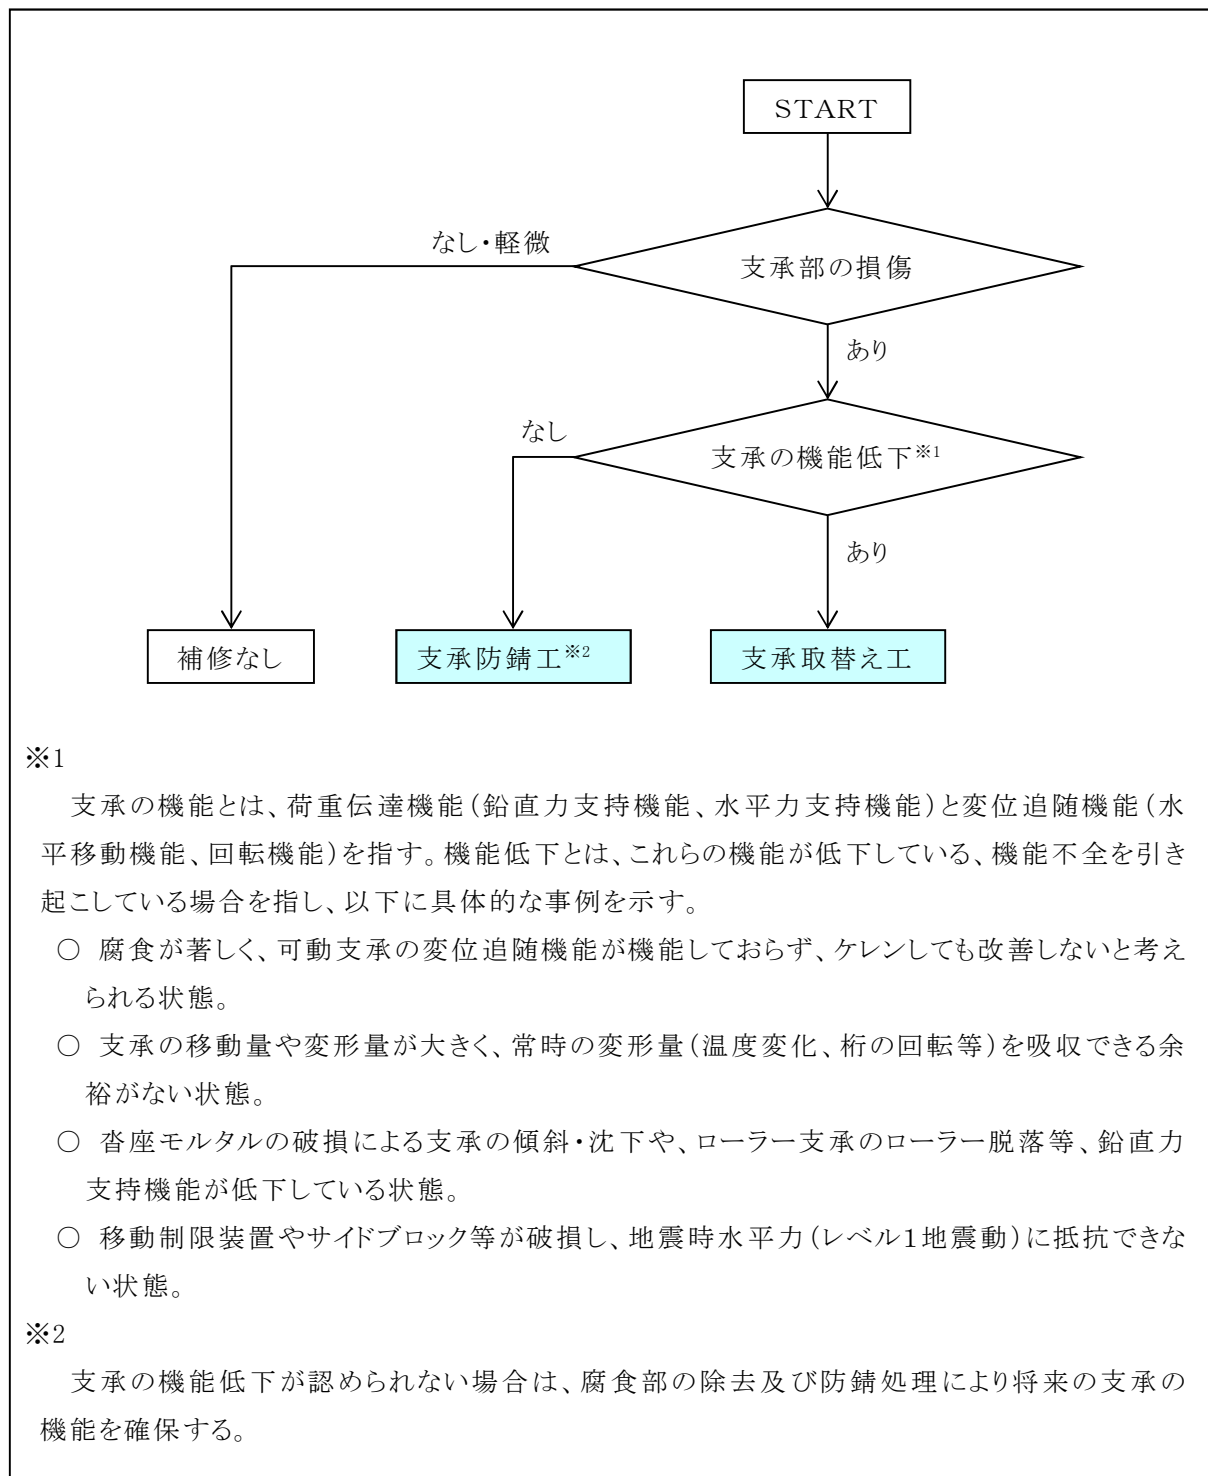 START
なし・軽微
支承部の損傷
あり
なし
支承の機能低下※1
あり
補修なし
支承防錆工※2
支承取替え工
※1
支承の機能とは、荷重伝達機能(鉛直力支持機能、水平力支持機能)と変位追随機能(水
平移動機能、回転機能)を指す。機能低下とは、これらの機能が低下している、機能不全を引き
起こしている場合を指し、以下に具体的な事例を示す。
○ 腐食が著しく、可動支承の変位追随機能が機能しておらず、ケレンしても改善しないと考え
られる状態。
○ 支承の移動量や変形量が大きく、常時の変形量(温度変化、桁の回転等)を吸収できる余
裕がない状態。
○ 沓座モルタルの破損による支承の傾斜・沈下や、ローラー支承のローラー脱落等、鉛直力
支持機能が低下している状態。
○ 移動制限装置やサイドブロック等が破損し、地震時水平力(レベル1地震動)に抵抗できな
い状態。
※2
支承の機能低下が認められない場合は、腐食部の除去及び防錆処理により将来の支承の
機能を確保する。